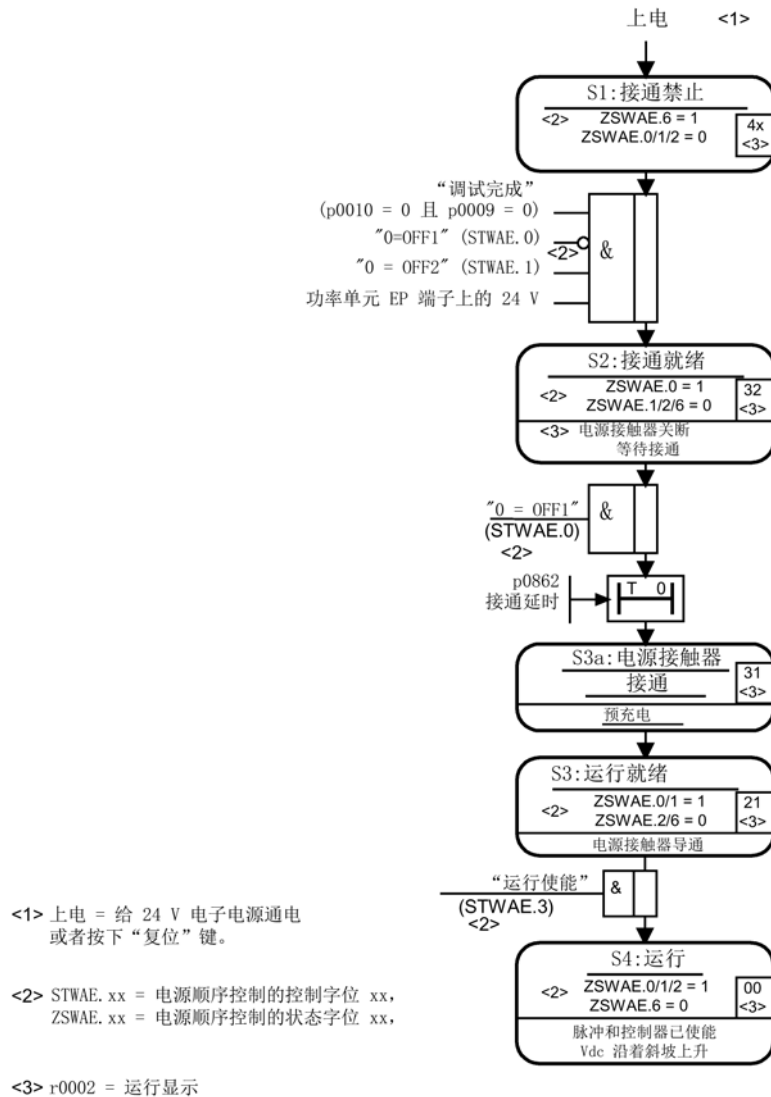 上电 <1>
S1:接通禁止
<2> ZSWAE.6 = 1
ZSWAE.0/1/2 = 0
4x
<3>
“调试完成”
(p0010 = 0 且 p0009 = 0)
"0=OFF1" (STWAE.0)
<2>
&
"0 = OFF2" (STWAE.1)
功率单元 EP 端子上的 24 V
S2:接通就绪
<2> ZSWAE.0 = 1
ZSWAE.1/2/6 = 0
32
<3>
<3> 电源接触器关断
等待接通
"0 = OFF1"
(STWAE.0)
<2>
&
p0862
接通延时
T 0
S3a:电源接触器
接通
31
<3>
预充电
S3:运行就绪
<2> ZSWAE.0/1 = 1
ZSWAE.2/6 = 0
21
<3>
电源接触器导通
“运行使能”
(STWAE.3)
<2>
&
S4:运行
<2> ZSWAE.0/1/2 = 1
ZSWAE.6 = 0
00
<3>
脉冲和控制器已使能
Vdc 沿着斜坡上升
<1> 上电 = 给 24 V 电子电源通电
或者按下“复位”键。
<2> STWAE.xx = 电源顺序控制的控制字位 xx,
ZSWAE.xx = 电源顺序控制的状态字位 xx,
<3> r0002 = 运行显示